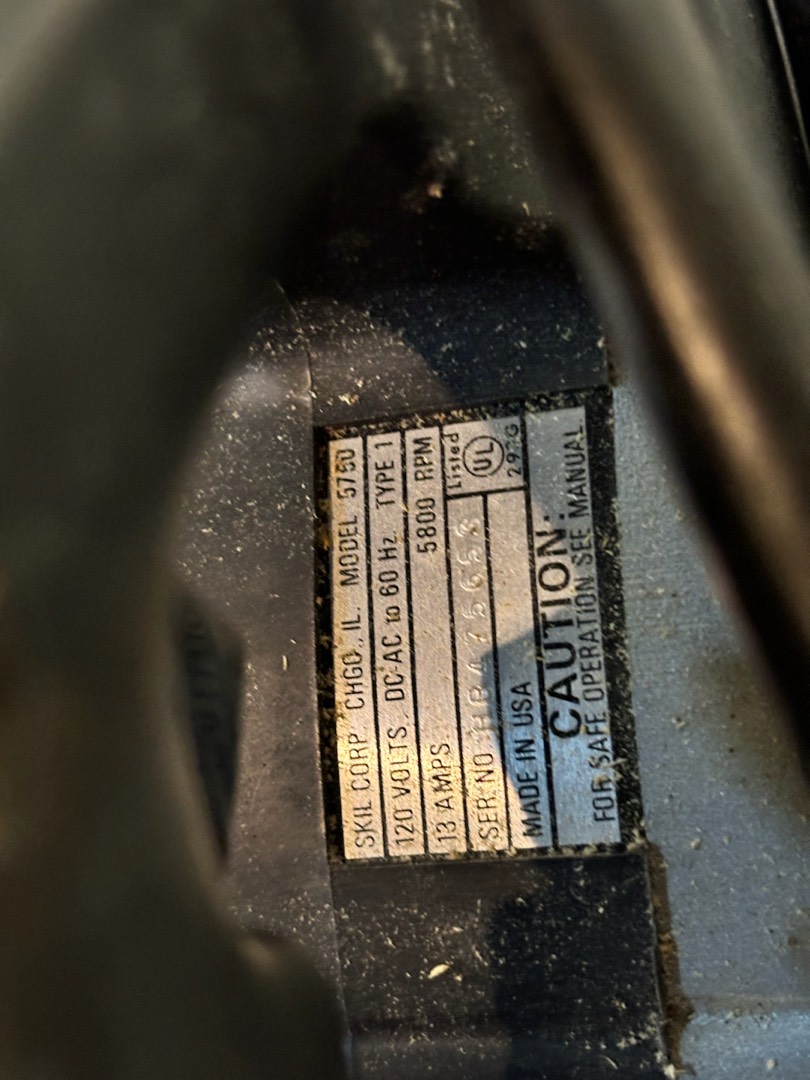 SKIL CORP. CHGO., IL. MODEL 5750
120 VOLTS. DC-AC to 60 Hz. TYPE 1
13 AMPS. 5800 RPM
SER. NO.
Listed
UL
MADE IN USA
CAUTION:
FOR SAFE OPERATION SEE MANUAL